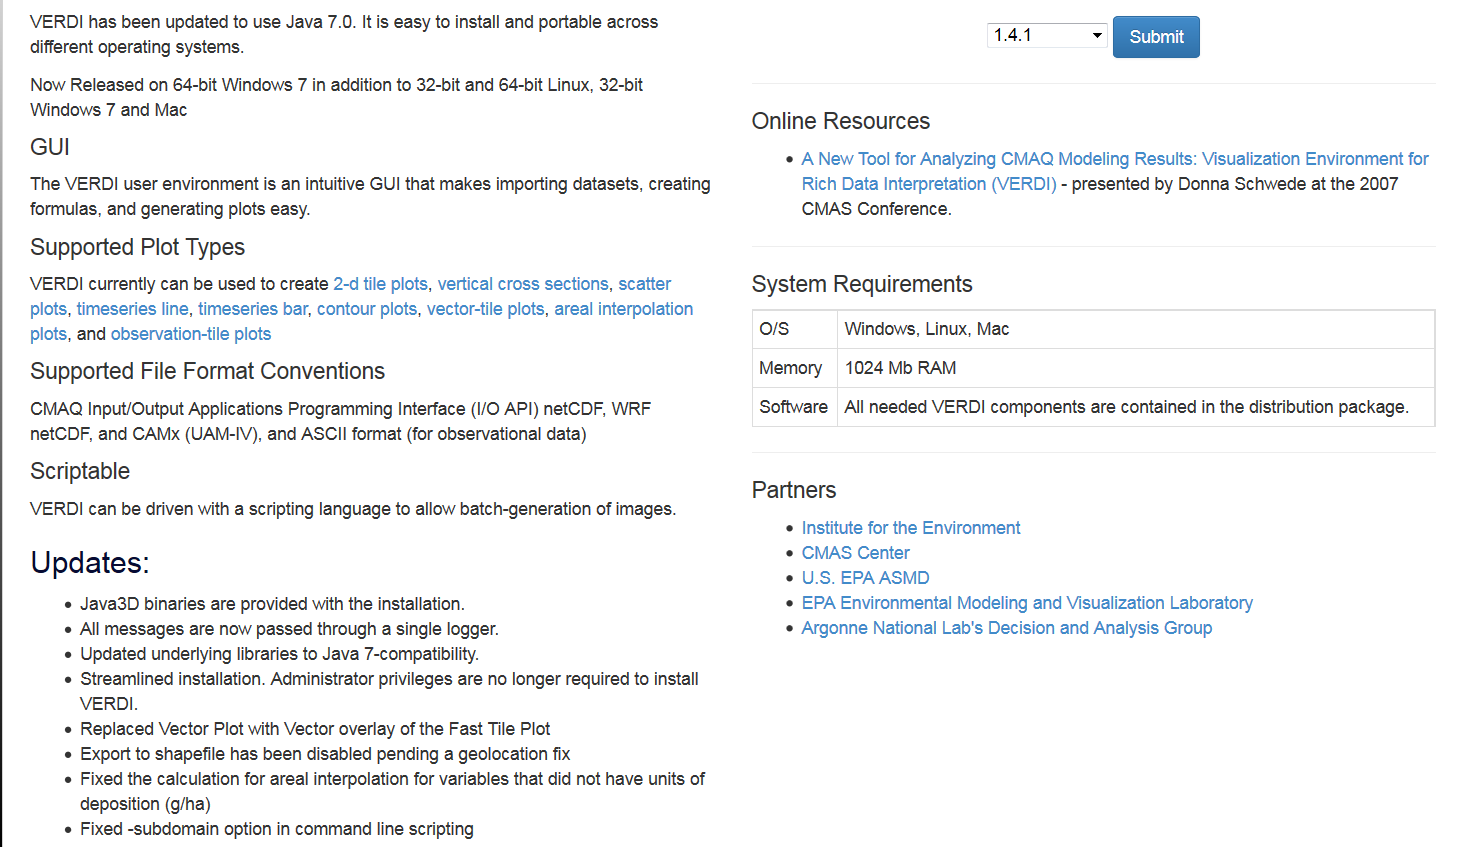 VERDI has been updated to use Java 7.0. It is easy to install and portable across
different operating systems.
Now Released on 64-bit Windows 7 in addition to 32-bit and 64-bit Linux, 32-bit
Windows 7 and Mac
GUI
The VERDI user environment is an intuitive GUI that makes importing datasets, creating
formulas, and generating plots easy.
Supported Plot Types
VERDI currently can be used to create 2-d tile plots, vertical cross sections, scatter
plots, timeseries line, timeseries bar, contour plots, vector-tile plots, areal interpolation
plots, and observation-tile plots
Supported File Format Conventions
CMAQ Input/Output Applications Programming Interface (I/O API) netCDF, WRF
netCDF, and CAMx (UAM-IV), and ASCII format (for observational data)
Scriptable
VERDI can be driven with a scripting language to allow batch-generation of images.
Updates:
• Java3D binaries are provided with the installation.
• All messages are now passed through a single logger.
• Updated underlying libraries to Java 7-compatibility.
• Streamlined installation. Administrator privileges are no longer required to install
VERDI.
• Replaced Vector Plot with Vector overlay of the Fast Tile Plot
• Export to shapefile has been disabled pending a geolocation fix
• Fixed the calculation for areal interpolation for variables that did not have units of
deposition (g/ha)
• Fixed -subdomain option in command line scripting
1.4.1 Submit
Online Resources
• A New Tool for Analyzing CMAQ Modeling Results: Visualization Environment for
Rich Data Interpretation (VERDI) - presented by Donna Schwede at the 2007
CMAS Conference.
System Requirements
O/S Windows, Linux, Mac
Memory 1024 Mb RAM
Software All needed VERDI components are contained in the distribution package.
Partners
• Institute for the Environment
• CMAS Center
• U.S. EPA ASMD
• EPA Environmental Modeling and Visualization Laboratory
• Argonne National Lab's Decision and Analysis Group